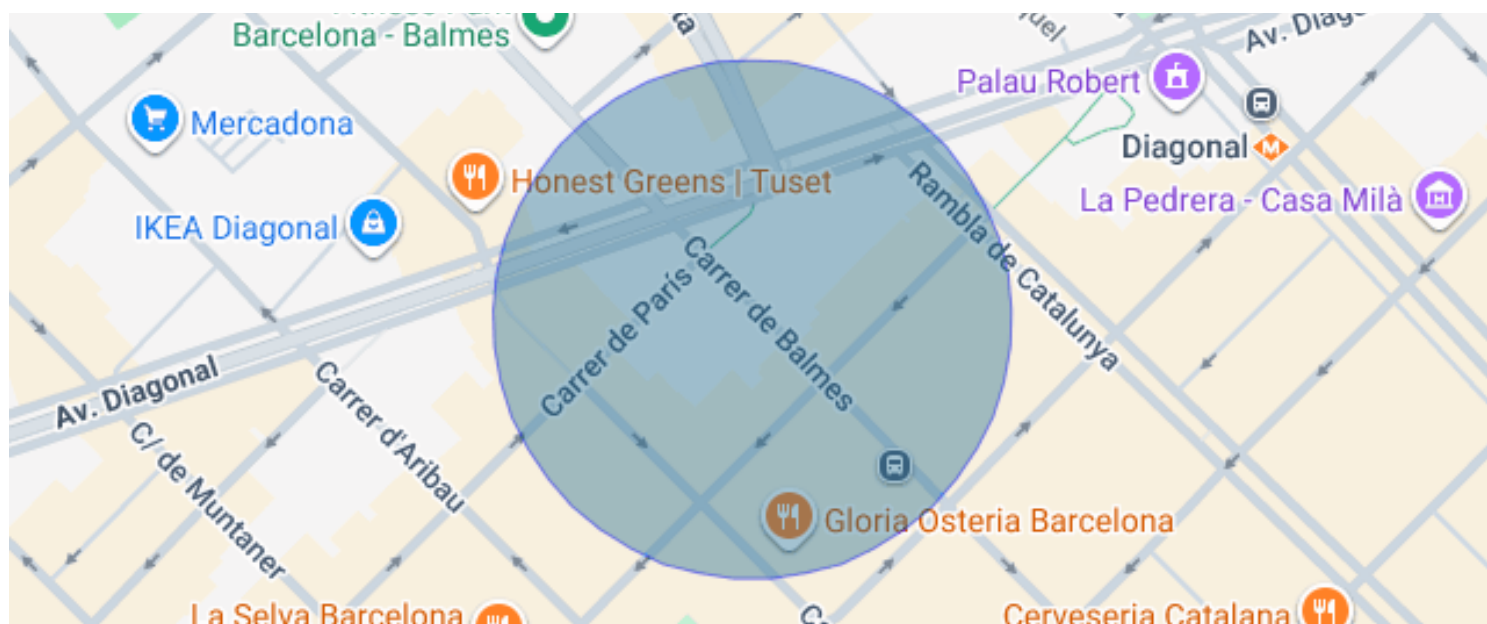 Barcelona - Balmes
Av. Diagonal
Palau Robert
Mercadona
Diagonal
M
Honest Greens | Tuset
La Pedrera - Casa Milà
IKEA Diagonal
Rambla de Catalunya
Carrer de Balmes
Carrer de París
Av. Diagonal
Carrer d'Aribau
C/ de Muntaner
Gloria Osteria Barcelona
La Selva Barcelona
Cerveseria Catalana